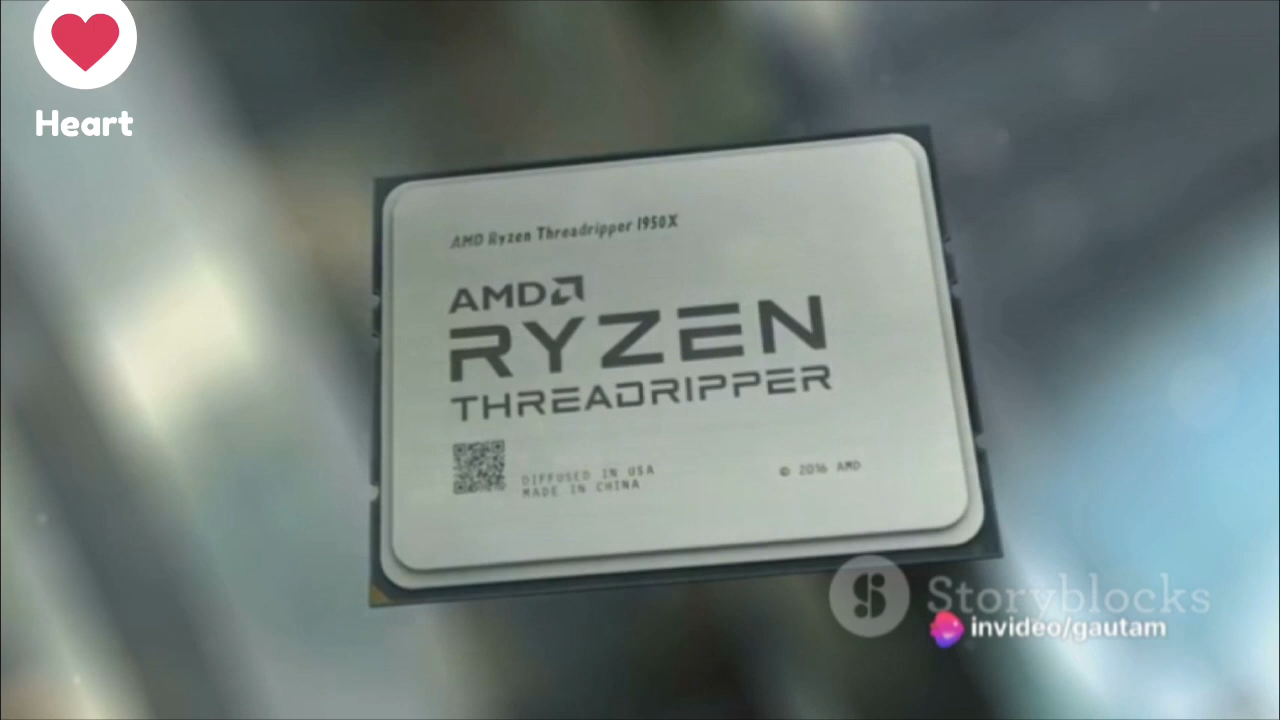 Heart
AMD Ryzen Threadripper 1950X
AMD
RYZEN
THREADRIPPER
DIFFUSED IN USA
MADE IN CHINA
© 2016 AMD
Storyblocks
invideo/gautam